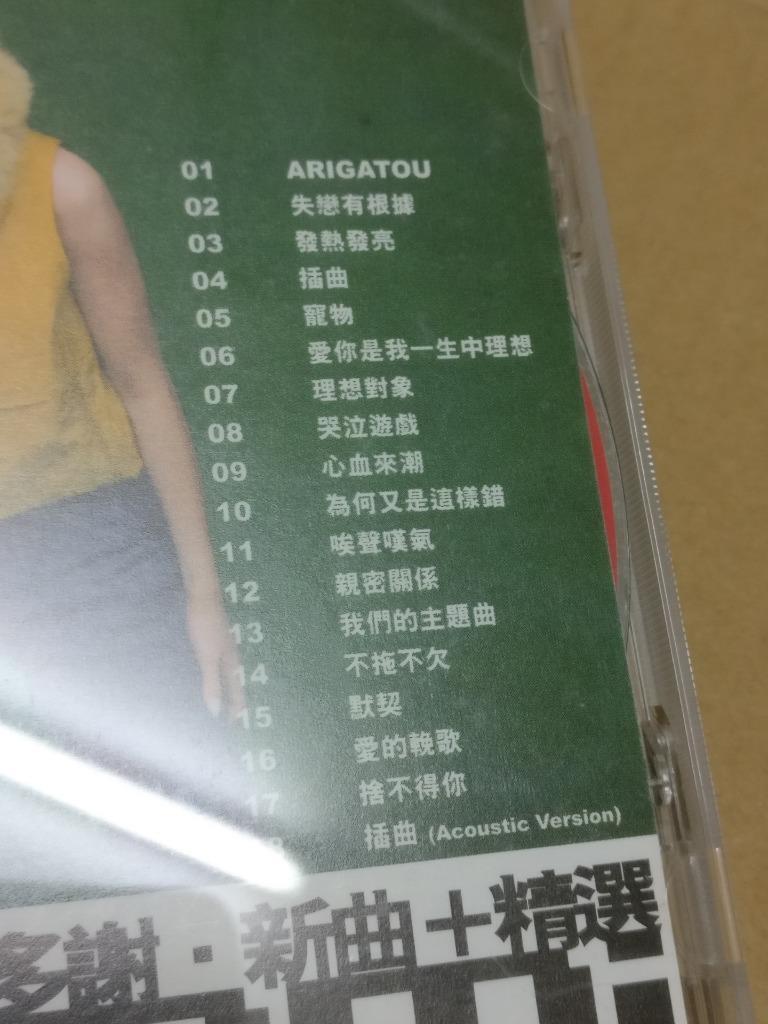 01 ARIGATOU
02 失戀有根據
03 發熱發亮
04 插曲
05 寵物
06 愛你是我一生中理想
07 理想對象
08 哭泣遊戲
09 心血來潮
10 為何又是這樣錯
11 唉聲嘆氣
12 親密關係
13 我們的主題曲
14 不拖不欠
15 默契
16 愛的輓歌
17 捨不得你
插曲 (Acoustic Version)
謝・新曲+精選